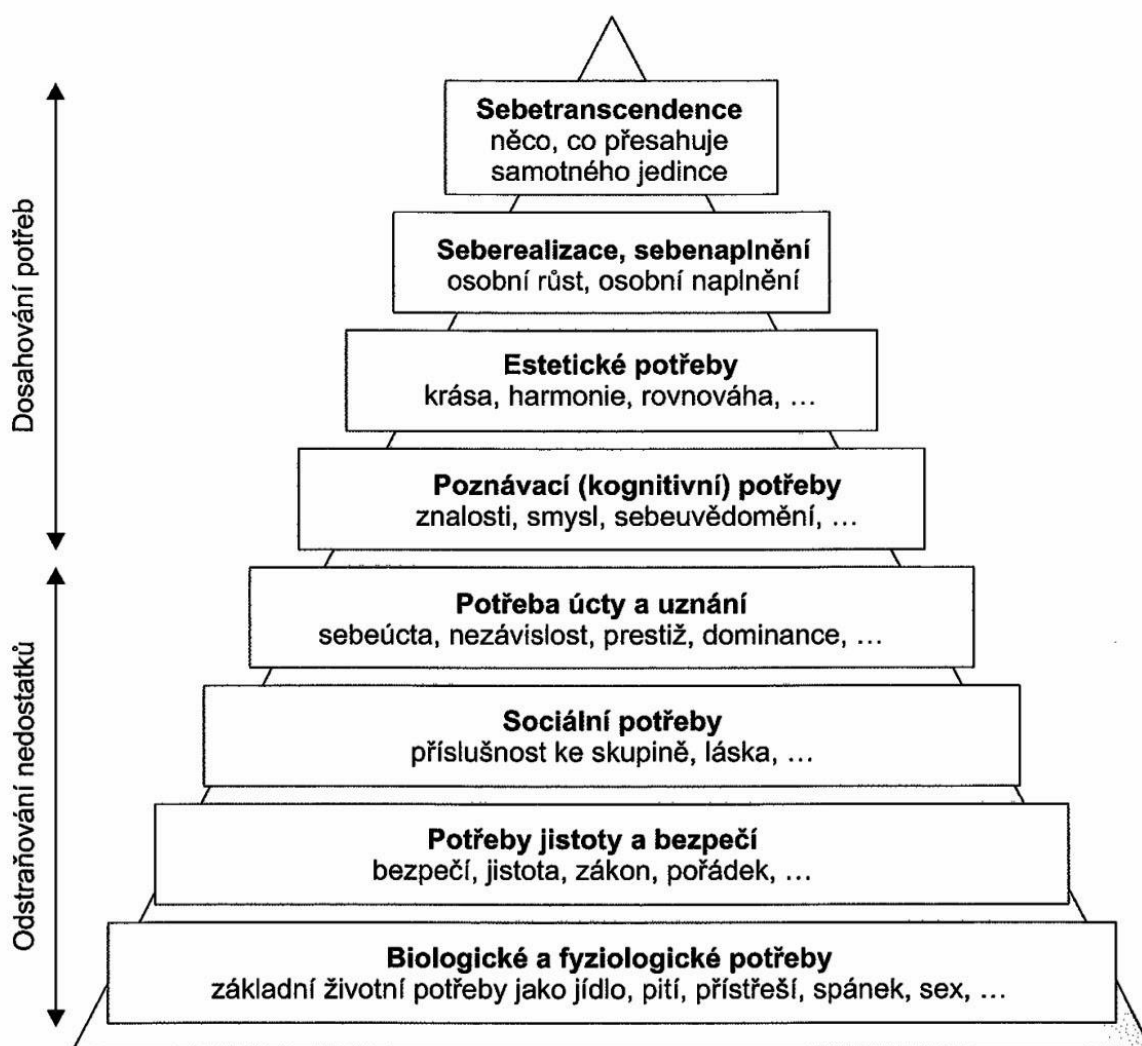 Sebetranscendence
něco, co přesahuje
samotného jedince
Seberealizace, sebenaplnění
osobní růst, osobní naplnění
Estetické potřeby
krása, harmonie, rovnováha, …
Poznávací (kognitivní) potřeby
znalosti, smysl, sebeuvědomění, …
Dosahování potřeb
Potřeba úcty a uznání
sebeúcta, nezávislost, prestiž, dominance, …
Sociální potřeby
příslušnost ke skupině, láska, …
Potřeby jistoty a bezpečí
bezpečí, jistota, zákon, pořádek, …
Biologické a fyziologické potřeby
základní životní potřeby jako jídlo, pití, přístřeší, spánek, sex, …
Odstraňování nedostatků